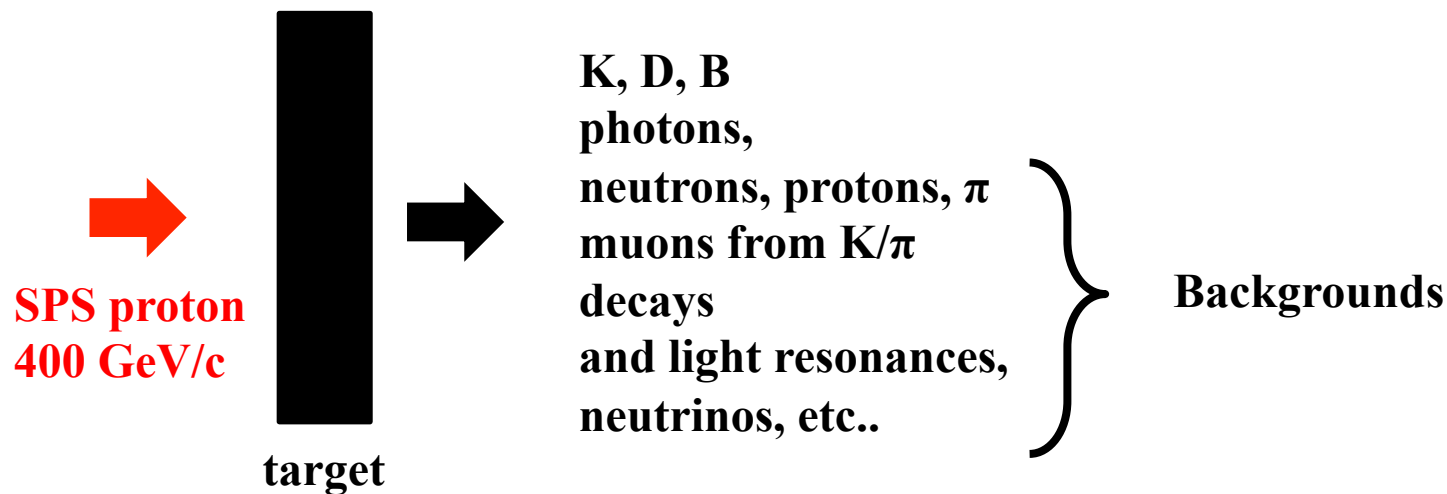 SPS proton
400 GeV/c
target
K, D, B
photons,
neutrons, protons, π
muons from K/π
decays
and light resonances,
neutrinos, etc..
Backgrounds